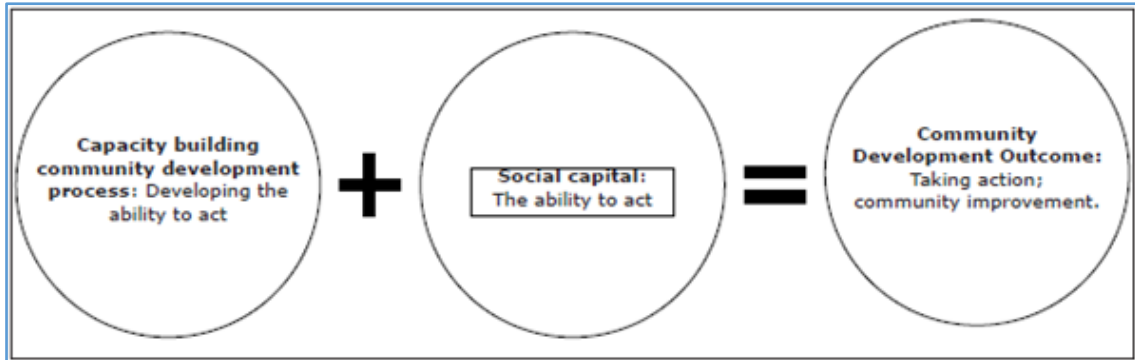 Capacity building
community development
process: Developing the
ability to act
+
Social capital:
The ability to act
=
Community
Development Outcome:
Taking action;
community improvement.